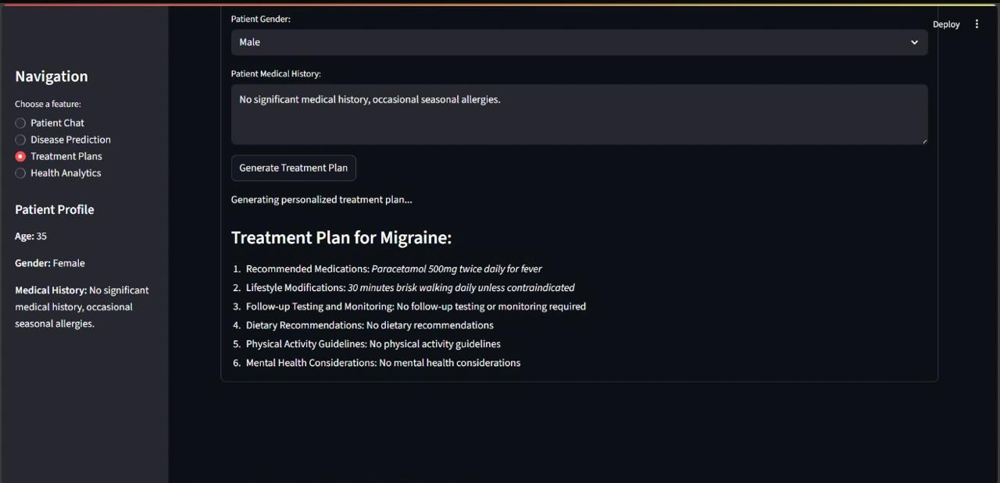 Deploy
Navigation
Choose a feature:
Patient Chat
Disease Prediction
Treatment Plans
Health Analytics
Patient Profile
Age: 35
Gender: Female
Medical History: No significant
medical history, occasional
seasonal allergies.
Patient Gender:
Male
Patient Medical History:
No significant medical history, occasional seasonal allergies.
Generate Treatment Plan
Generating personalized treatment plan...
Treatment Plan for Migraine:
1. Recommended Medications: Paracetamol 500mg twice daily for fever
2. Lifestyle Modifications: 30 minutes brisk walking daily unless contraindicated
3. Follow-up Testing and Monitoring: No follow-up testing or monitoring required
4. Dietary Recommendations: No dietary recommendations
5. Physical Activity Guidelines: No physical activity guidelines
6. Mental Health Considerations: No mental health considerations